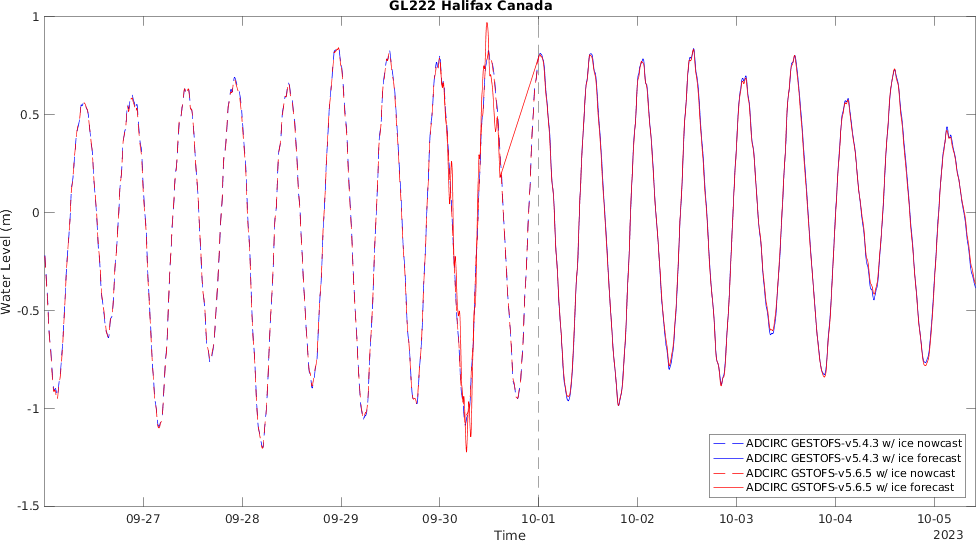 GL222 Halifax Canada
Water Level (m)
1
0.5
0
-0.5
-1
-1.5
09-27
09-28
09-29
09-30
10-01
10-02
10-03
10-04
10-05
2023
Time
ADCIRC GESTOFS-v5.4.3 w/ ice nowcast
ADCIRC GESTOFS-v5.4.3 w/ ice forecast
ADCIRC GSTOFS-v5.6.5 w/ ice nowcast
ADCIRC GSTOFS-v5.6.5 w/ ice forecast